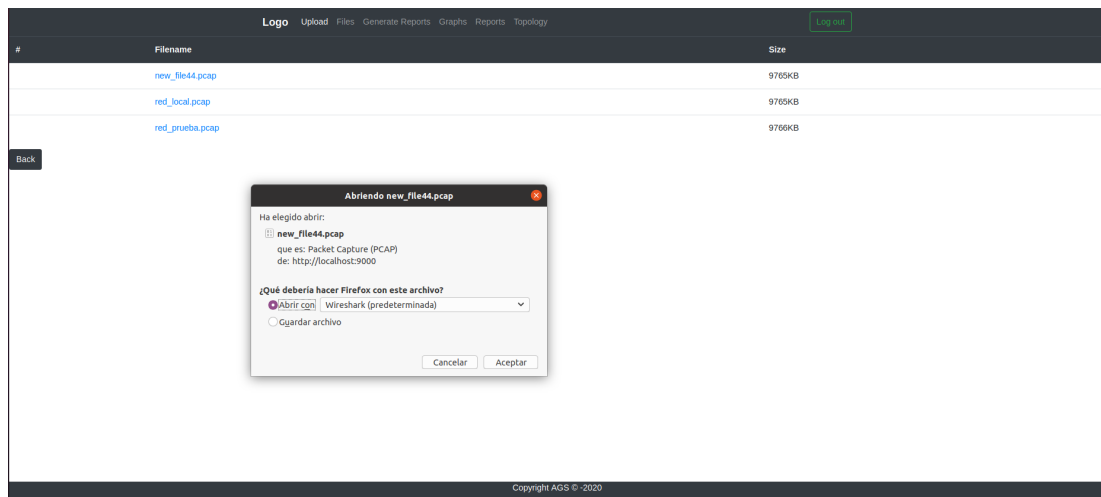 Logo Upload Files Generate Reports Graphs Reports Topology Log out
# Filename Size
new_file44.pcap 9765KB
red_local.pcap 9765KB
red_prueba.pcap 9766KB
Back
Abriendo new_file44.pcap
Ha elegido abrir:
new_file44.pcap
que es: Packet Capture (PCAP)
de: http://localhost:9000
¿Qué debería hacer Firefox con este archivo?
Abrir con Wireshark (predeterminada)
Guardar archivo
Cancelar Aceptar
Copyright AGS © -2020